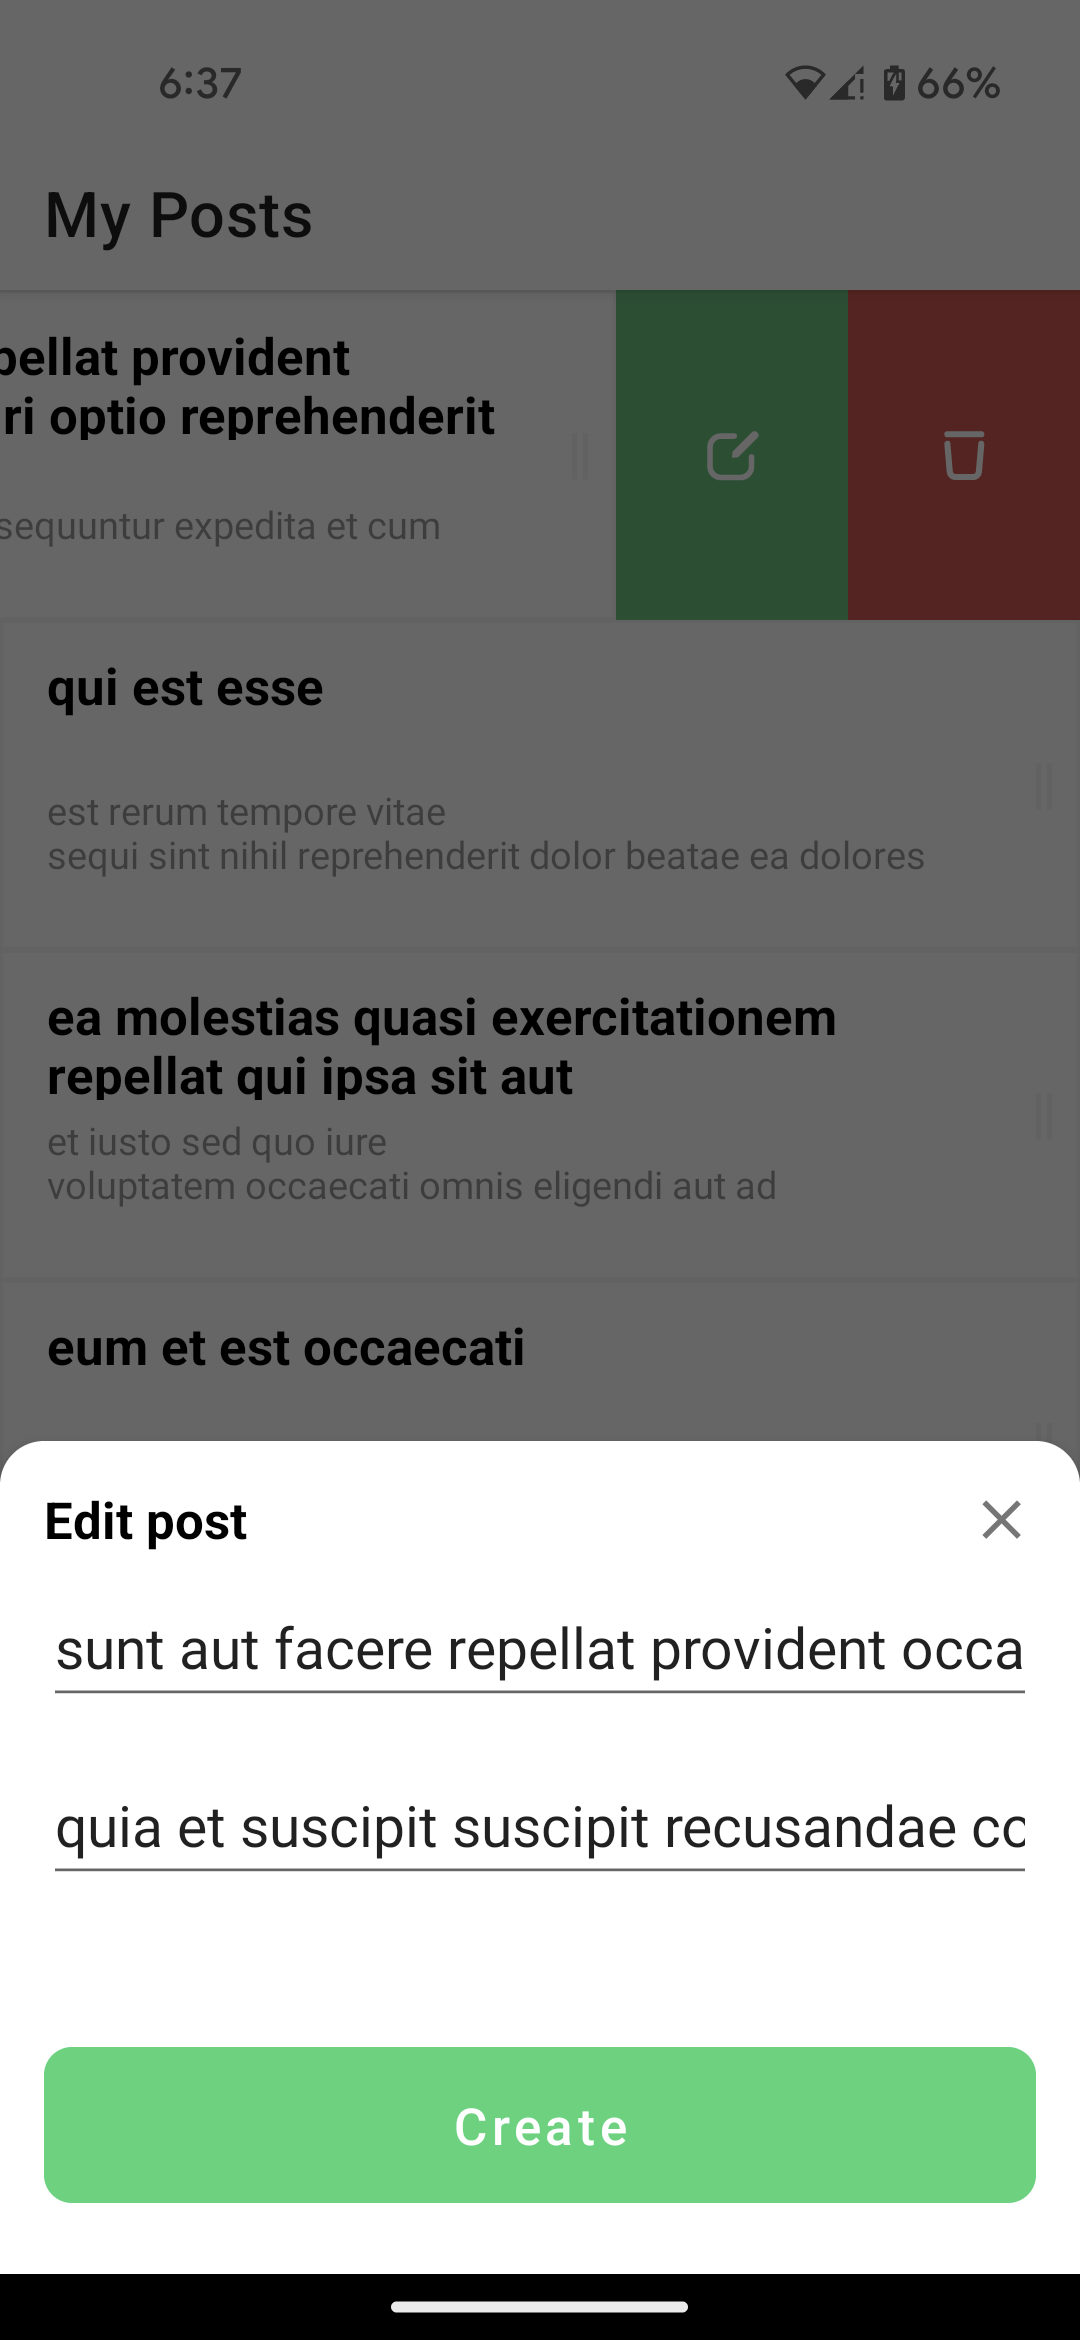 6:37
66%
My Posts
pellat provident
ri optio reprehenderit
sequuntur expedita et cum
qui est esse
est rerum tempore vitae
sequi sint nihil reprehenderit dolor beatae ea dolores
ea molestias quasi exercitationem
repellat qui ipsa sit aut
et iusto sed quo iure
voluptatem occaecati omnis eligendi aut ad
eum et est occaecati
Edit post
sunt aut facere repellat provident occa
quia et suscipit suscipit recusandae co
Create